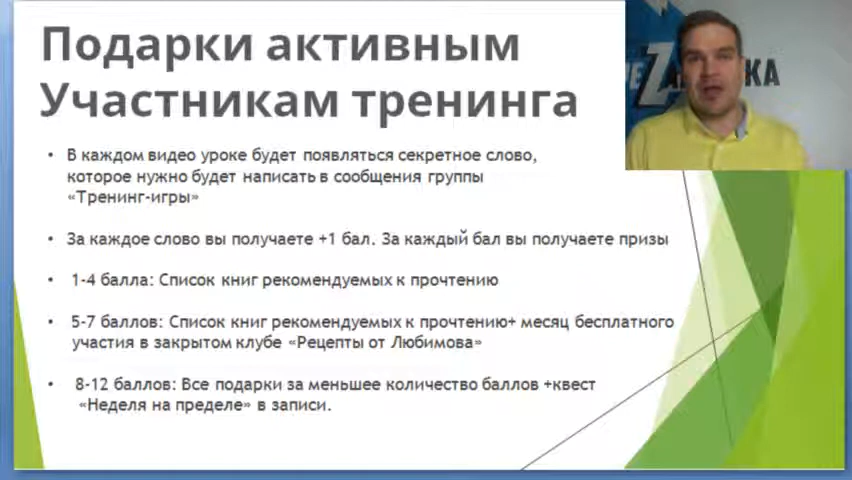 Подарки активным
Участникам тренинга
• В каждом видео уроке будет появляться секретное слово,
которое нужно будет написать в сообщения группы
«Тренинг-игры»
• За каждое слово вы получаете +1 бал. За каждый бал вы получаете призы
• 1-4 балла: Список книг рекомендуемых к прочтению
• 5-7 баллов: Список книг рекомендуемых к прочтению+ месяц бесплатного
участия в закрытом клубе «Рецепты от Любимова»
• 8-12 баллов: Все подарки за меньшее количество баллов +квест
«Неделя на пределе» в записи.